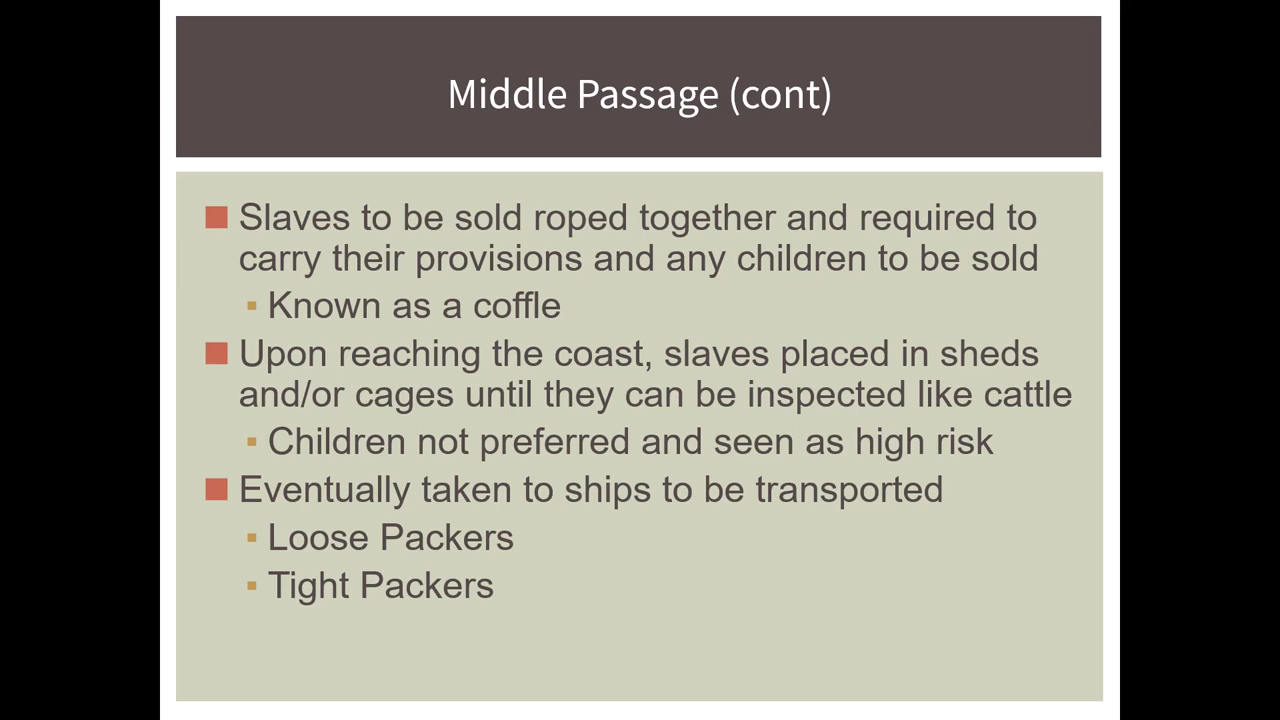 Middle Passage (cont)
Slaves to be sold roped together and required to
carry their provisions and any children to be sold
Known as a coffle
Upon reaching the coast, slaves placed in sheds
and/or cages until they can be inspected like cattle
Children not preferred and seen as high risk
Eventually taken to ships to be transported
Loose Packers
Tight Packers